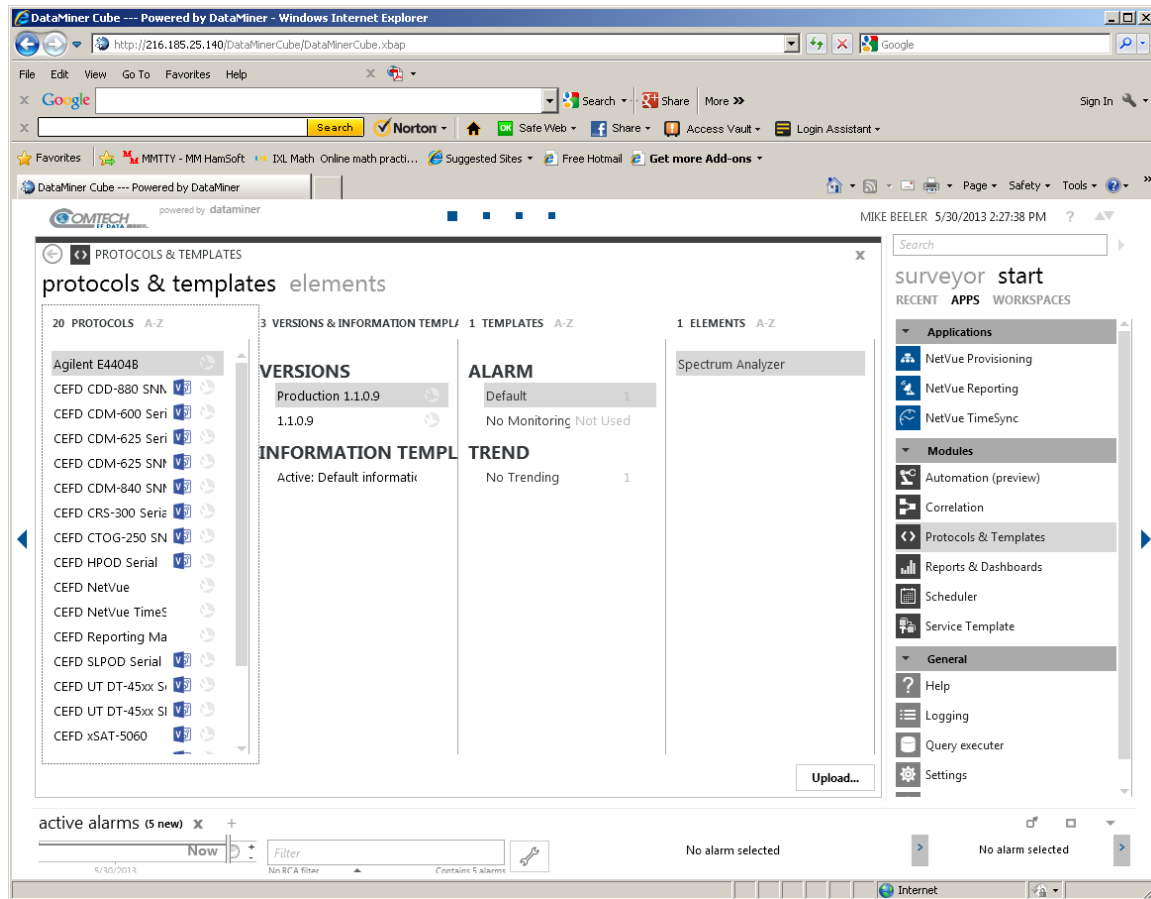 DataMiner Cube --- Powered by DataMiner - Windows Internet Explorer
http://216.185.25.140/DataMinerCube/DataMinerCube.xbap
Google
File Edit View Go To Favorites Help
x Google Search Share More >> Sign In
x Search Norton Safe Web Share Access Vault Login Assistant
Favorites MMTTY - MM HamSoft IXL Math Online math practi... Suggested Sites Free Hotmail Get more Add-ons
DataMiner Cube --- Powered by DataMiner Page Safety Tools
COMTECH EF DATA powered by dataminer MIKE BEELER 5/30/2013 2:27:38 PM ?
PROTOCOLS & TEMPLATES x
protocols & templates elements
20 PROTOCOLS A-Z
Agilent E4404B
CEFD CDD-880 SNN
CEFD CDM-600 Seri
CEFD CDM-625 Seri
CEFD CDM-625 SNM
CEFD CDM-840 SNM
CEFD CRS-300 Seria
CEFD CTOG-250 SN
CEFD HPOD Serial
CEFD NetVue
CEFD NetVue TimeS
CEFD Reporting Ma
CEFD SLPOD Serial
CEFD UT DT-45xx S
CEFD UT DT-45xx S
CEFD xSAT-5060
3 VERSIONS & INFORMATION TEMPL
VERSIONS
Production 1.1.0.9
1.1.0.9
INFORMATION TEMPL
Active: Default informatic
1 TEMPLATES A-Z
ALARM
Default 1
No Monitoring Not Used
TREND
No Trending 1
1 ELEMENTS A-Z
Spectrum Analyzer
Upload...
Search
surveyor start
RECENT APPS WORKSPACES
Applications
NetVue Provisioning
NetVue Reporting
NetVue TimeSync
Modules
Automation (preview)
Correlation
Protocols & Templates
Reports & Dashboards
Scheduler
Service Template
General
Help
Logging
Query executer
Settings
active alarms (5 new) x +
Now
5/30/2013
Filter
No RCA filter Contains 5 alarms
No alarm selected
No alarm selected
Internet